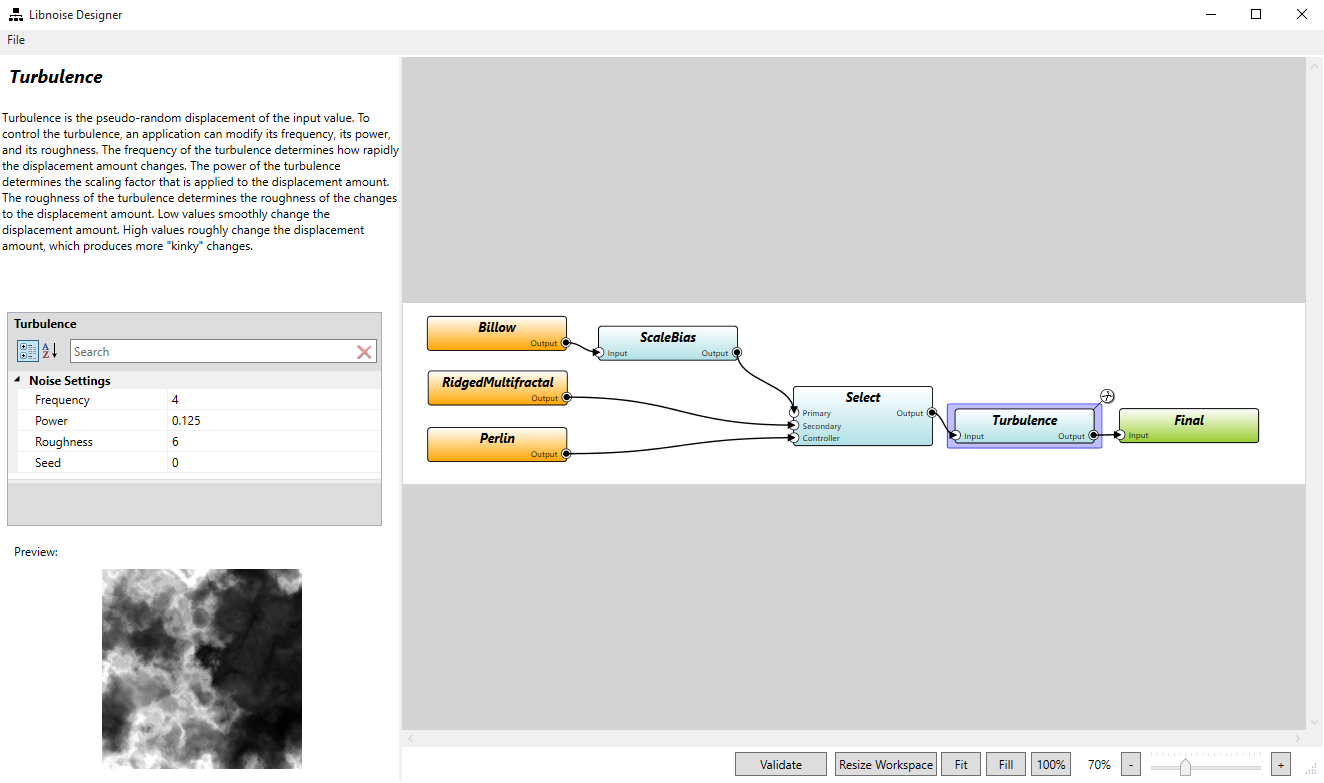 Libnoise Designer
File
Turbulence
Turbulence is the pseudo-random displacement of the input value. To
control the turbulence, an application can modify its frequency, its power,
and its roughness. The frequency of the turbulence determines how rapidly
the displacement amount changes. The power of the turbulence
determines the scaling factor that is applied to the displacement amount.
The roughness of the turbulence determines the roughness of the changes
to the displacement amount. Low values smoothly change the
displacement amount. High values roughly change the displacement
amount, which produces more "kinky" changes.
Turbulence
A Z
Search
Noise Settings
Frequency 4
Power 0.125
Roughness 6
Seed 0
Preview:
Billow
Output
ScaleBias
Input Output
RidgedMultifractal
Output
Perlin
Output
Select
Primary Output
Secondary
Controller
Turbulence
Input Output
Final
Input
Validate Resize Workspace Fit Fill 100% 70% - +